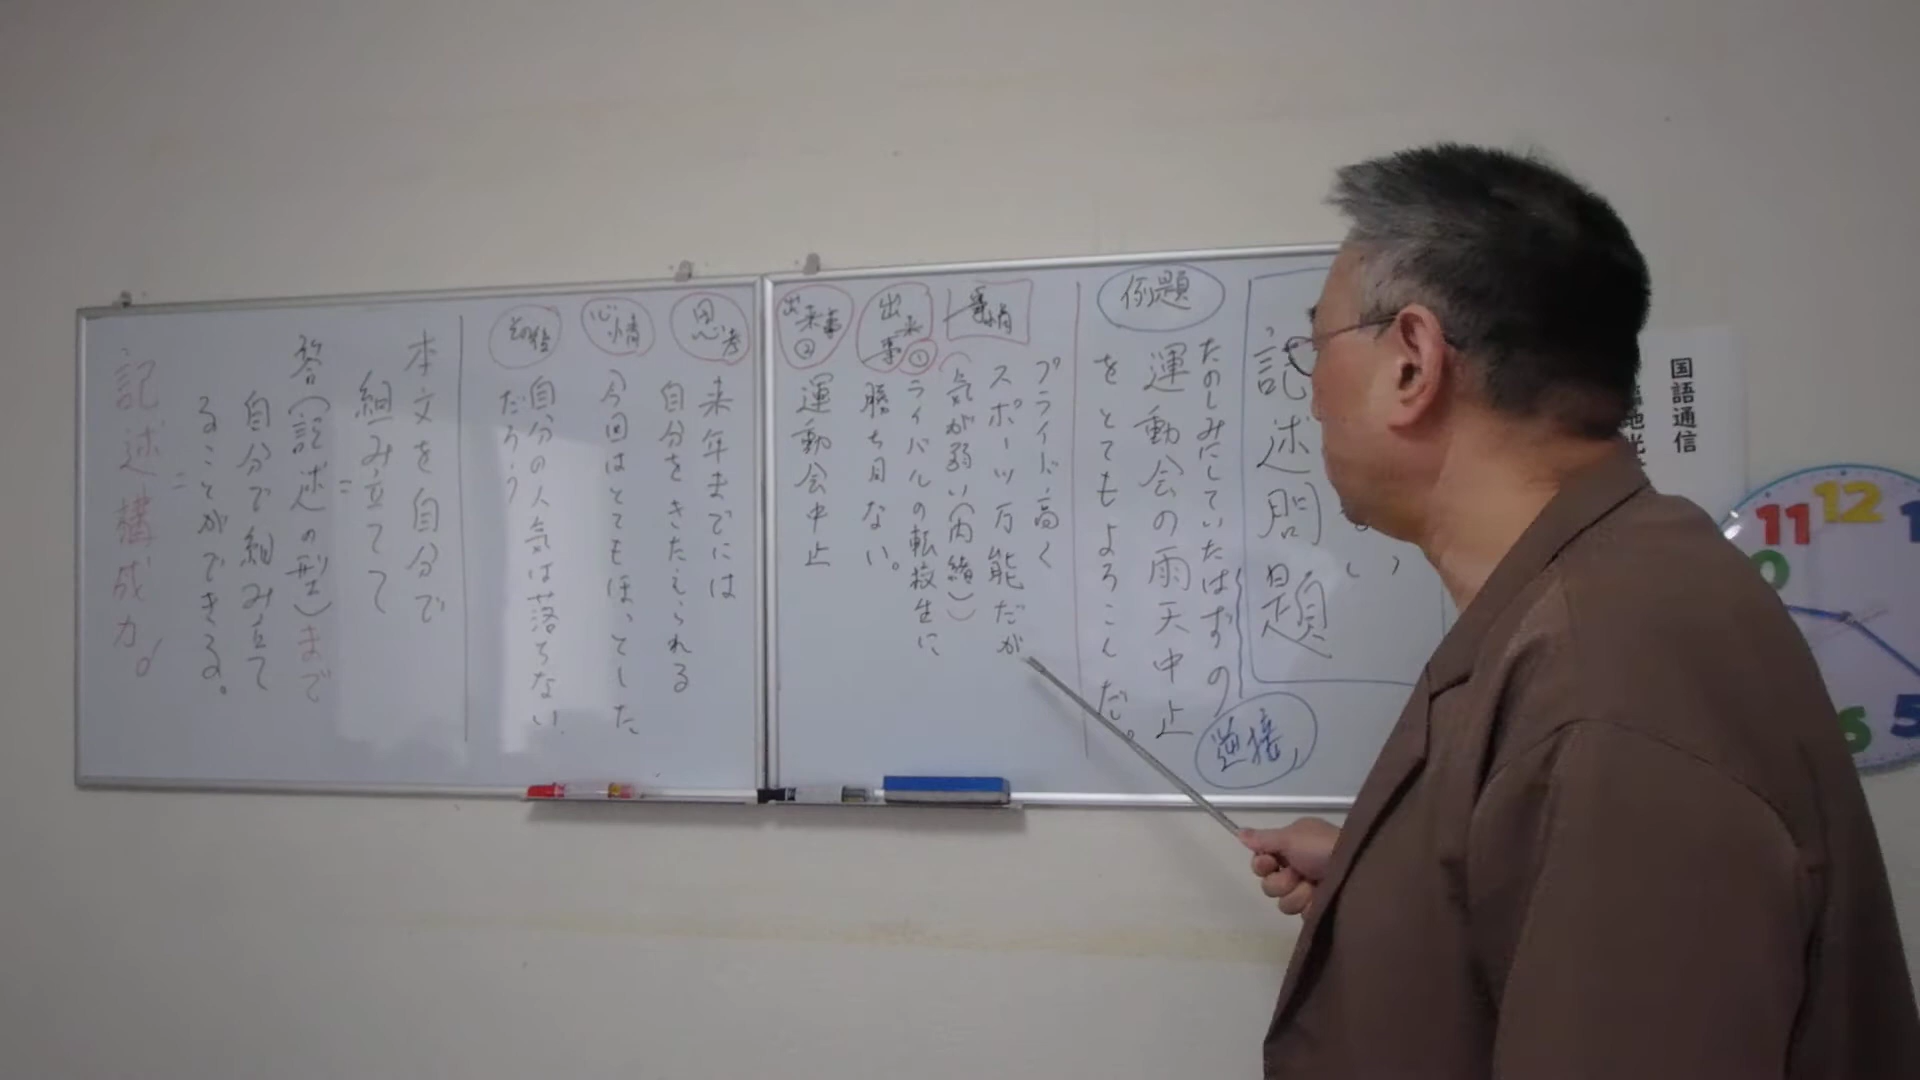 国語通信
記述問題
例題
たのしみにしていたはずの
運動会の雨天中止
をとてもよろこんだ。
逆接
事情
プライド高く
スポーツ万能だが
(気が弱い(内緒))
出来事①
ライバルの転校生に
勝ち目ない。
出来事②
運動会中止
思考
来年までには
自分をきたえられる
心情
今回はとてもほっとした
自分の人気は落ちない
だろう
本文を自分で
組み立てて
=
答(記述の型)まで
自分で組み立て
ることができる。
=
記述構成力!
11
12
1
5
6